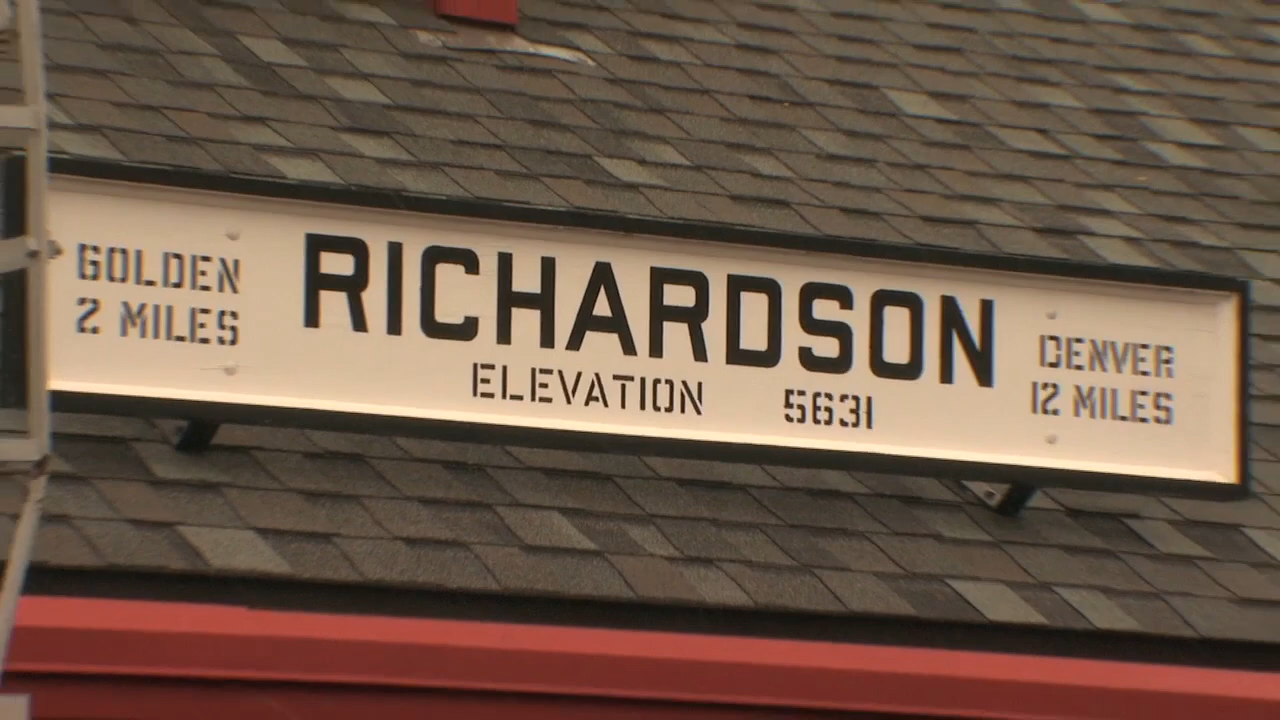 GOLDEN
2 MILES
RICHARDSON
ELEVATION 5631
DENVER
12 MILES